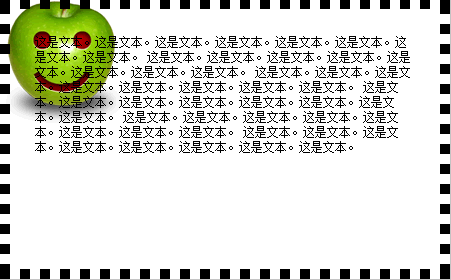 这是文本。这是文本。这是文本。这是文本。这是文本。这是文本。这
是文本。这是文本。 这是文本。这是文本。这是文本。这是文本。这是
文本。这是文本。这是文本。这是文本。 这是文本。这是文本。这是文
本。这是文本。这是文本。这是文本。这是文本。这是文本。 这是文
本。这是文本。这是文本。这是文本。这是文本。这是文本。这是文
本。这是文本。 这是文本。这是文本。这是文本。这是文本。这是文
本。这是文本。这是文本。这是文本。 这是文本。这是文本。这是文
本。这是文本。这是文本。这是文本。这是文本。这是文本。